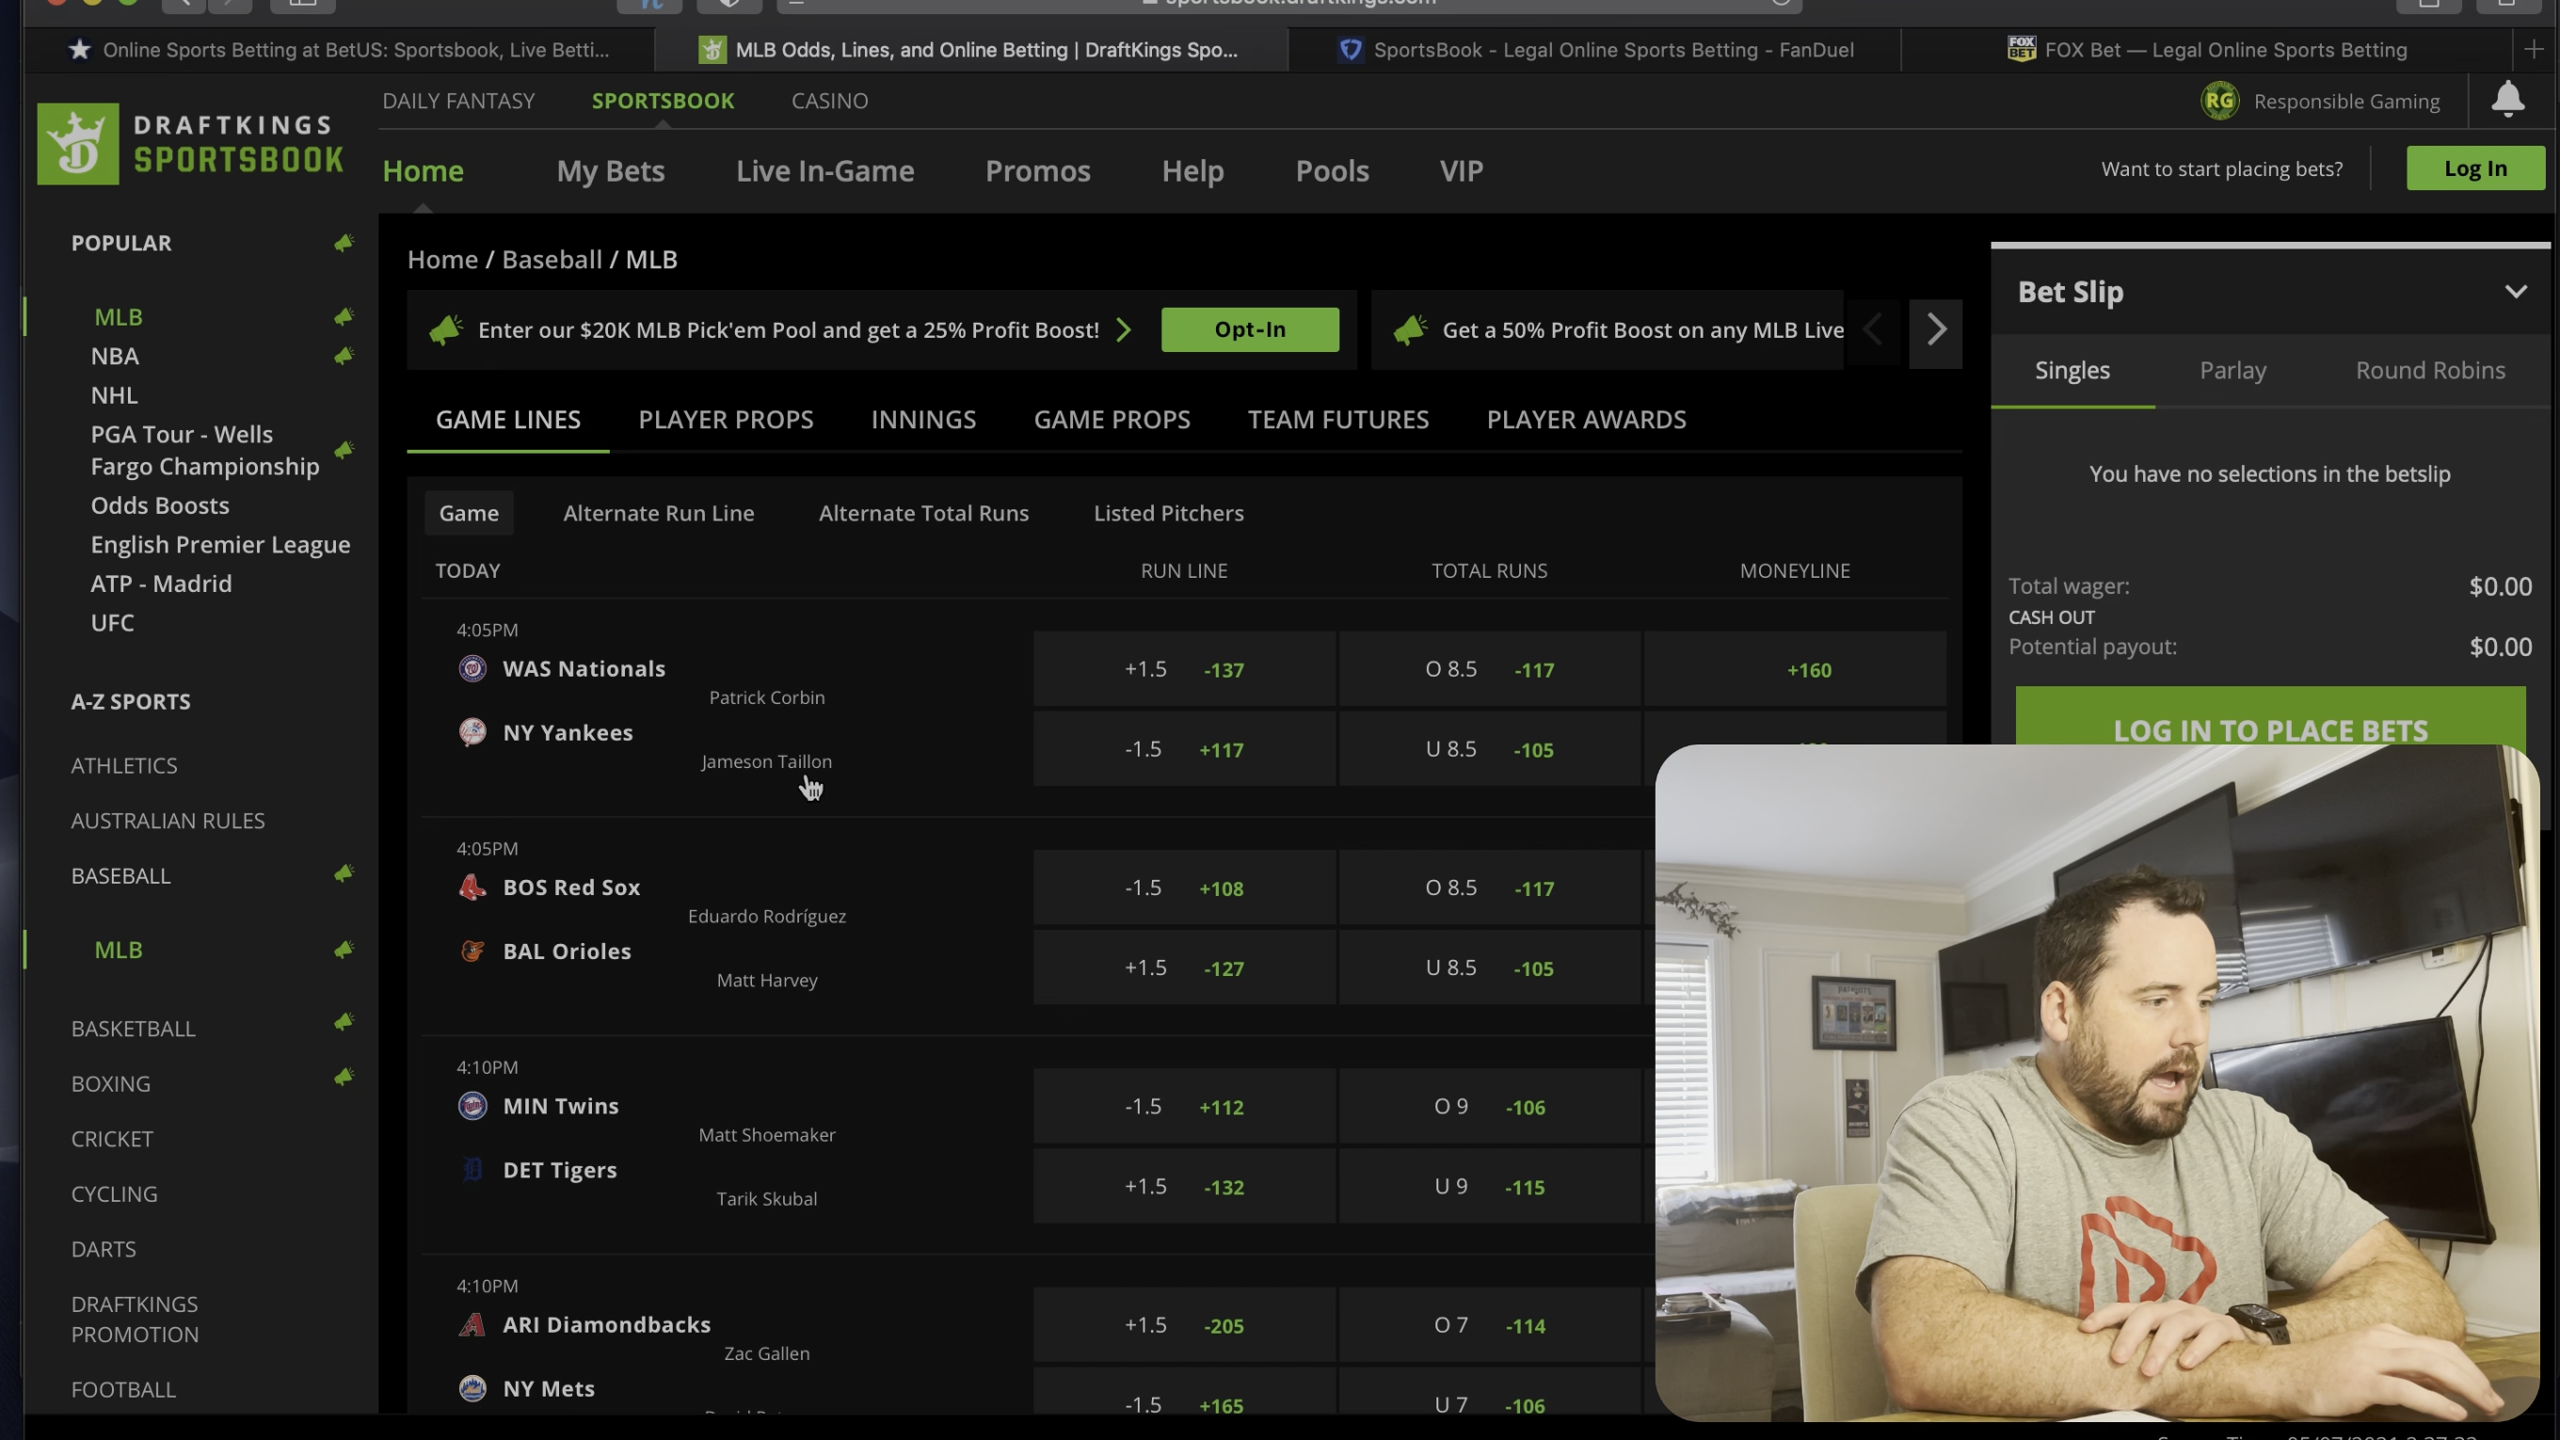 sportsbook.draftkings.com
Online Sports Betting at BetUS: Sportsbook, Live Betti...
MLB Odds, Lines, and Online Betting | DraftKings Spo...
SportsBook - Legal Online Sports Betting - FanDuel
FOX BET
FOX Bet — Legal Online Sports Betting
DRAFTKINGS
SPORTSBOOK
DAILY FANTASY
SPORTSBOOK
CASINO
RG
Responsible Gaming
Home
My Bets
Live In-Game
Promos
Help
Pools
VIP
Want to start placing bets?
Log In
POPULAR
MLB
NBA
NHL
PGA Tour - Wells
Fargo Championship
Odds Boosts
English Premier League
ATP - Madrid
UFC
A-Z SPORTS
ATHLETICS
AUSTRALIAN RULES
BASEBALL
MLB
BASKETBALL
BOXING
CRICKET
CYCLING
DARTS
DRAFTKINGS
PROMOTION
FOOTBALL
Home / Baseball / MLB
Enter our $20K MLB Pick'em Pool and get a 25% Profit Boost!
Opt-In
Get a 50% Profit Boost on any MLB Live
GAME LINES
PLAYER PROPS
INNINGS
GAME PROPS
TEAM FUTURES
PLAYER AWARDS
Game
Alternate Run Line
Alternate Total Runs
Listed Pitchers
TODAY
RUN LINE
TOTAL RUNS
MONEYLINE
4:05PM
WAS Nationals
+1.5 -137
O 8.5 -117
+160
Patrick Corbin
NY Yankees
-1.5 +117
U 8.5 -105
Jameson Taillon
4:05PM
BOS Red Sox
-1.5 +108
O 8.5 -117
Eduardo Rodríguez
BAL Orioles
+1.5 -127
U 8.5 -105
Matt Harvey
4:10PM
MIN Twins
-1.5 +112
O 9 -106
Matt Shoemaker
DET Tigers
+1.5 -132
U 9 -115
Tarik Skubal
4:10PM
ARI Diamondbacks
+1.5 -205
O 7 -114
Zac Gallen
NY Mets
-1.5 +165
U 7 -106
Bet Slip
Singles
Parlay
Round Robins
You have no selections in the betslip
Total wager: $0.00
CASH OUT
Potential payout: $0.00
LOG IN TO PLACE BETS
PATRIOTS